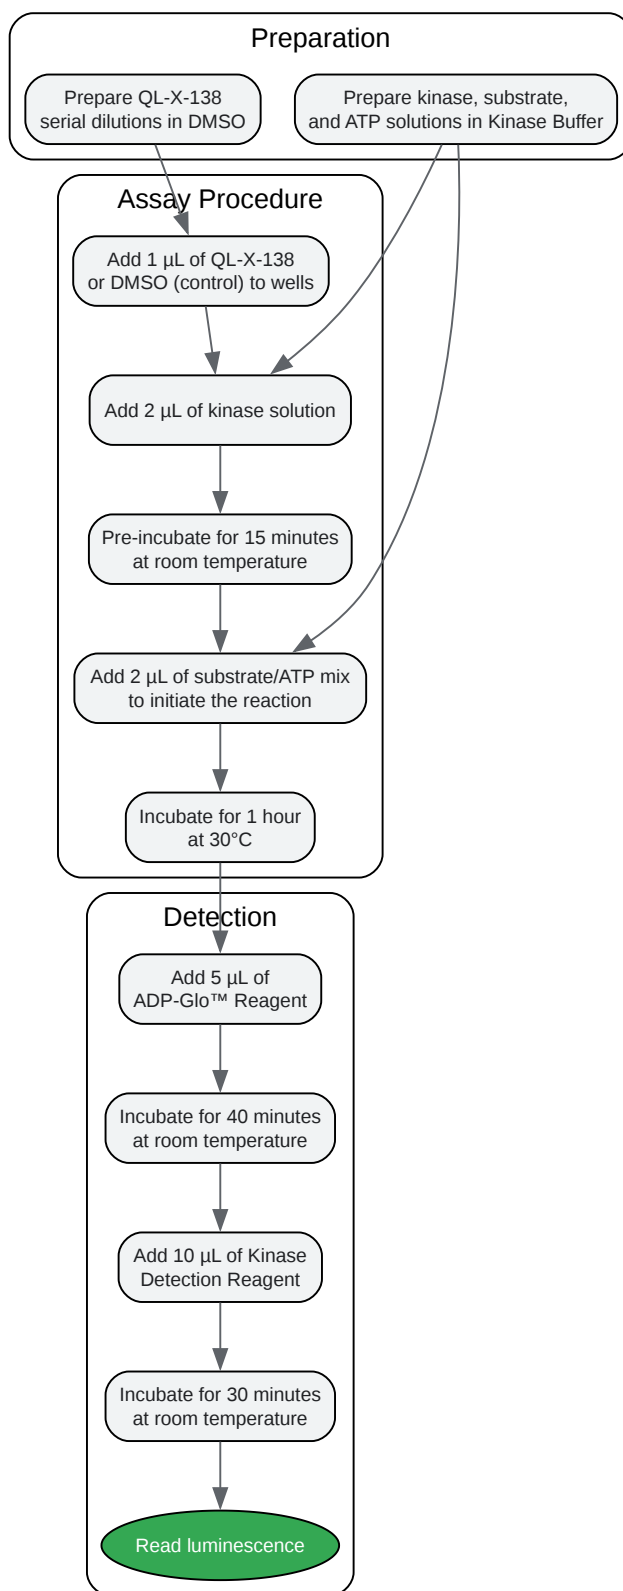 Preparation
Prepare QL-X-138
serial dilutions in DMSO
Prepare kinase, substrate,
and ATP solutions in Kinase Buffer
Assay Procedure
Add 1 µL of QL-X-138
or DMSO (control) to wells
Add 2 µL of kinase solution
Pre-incubate for 15 minutes
at room temperature
Add 2 µL of substrate/ATP mix
to initiate the reaction
Incubate for 1 hour
at 30°C
Detection
Add 5 µL of
ADP-Glo™ Reagent
Incubate for 40 minutes
at room temperature
Add 10 µL of Kinase
Detection Reagent
Incubate for 30 minutes
at room temperature
Read luminescence